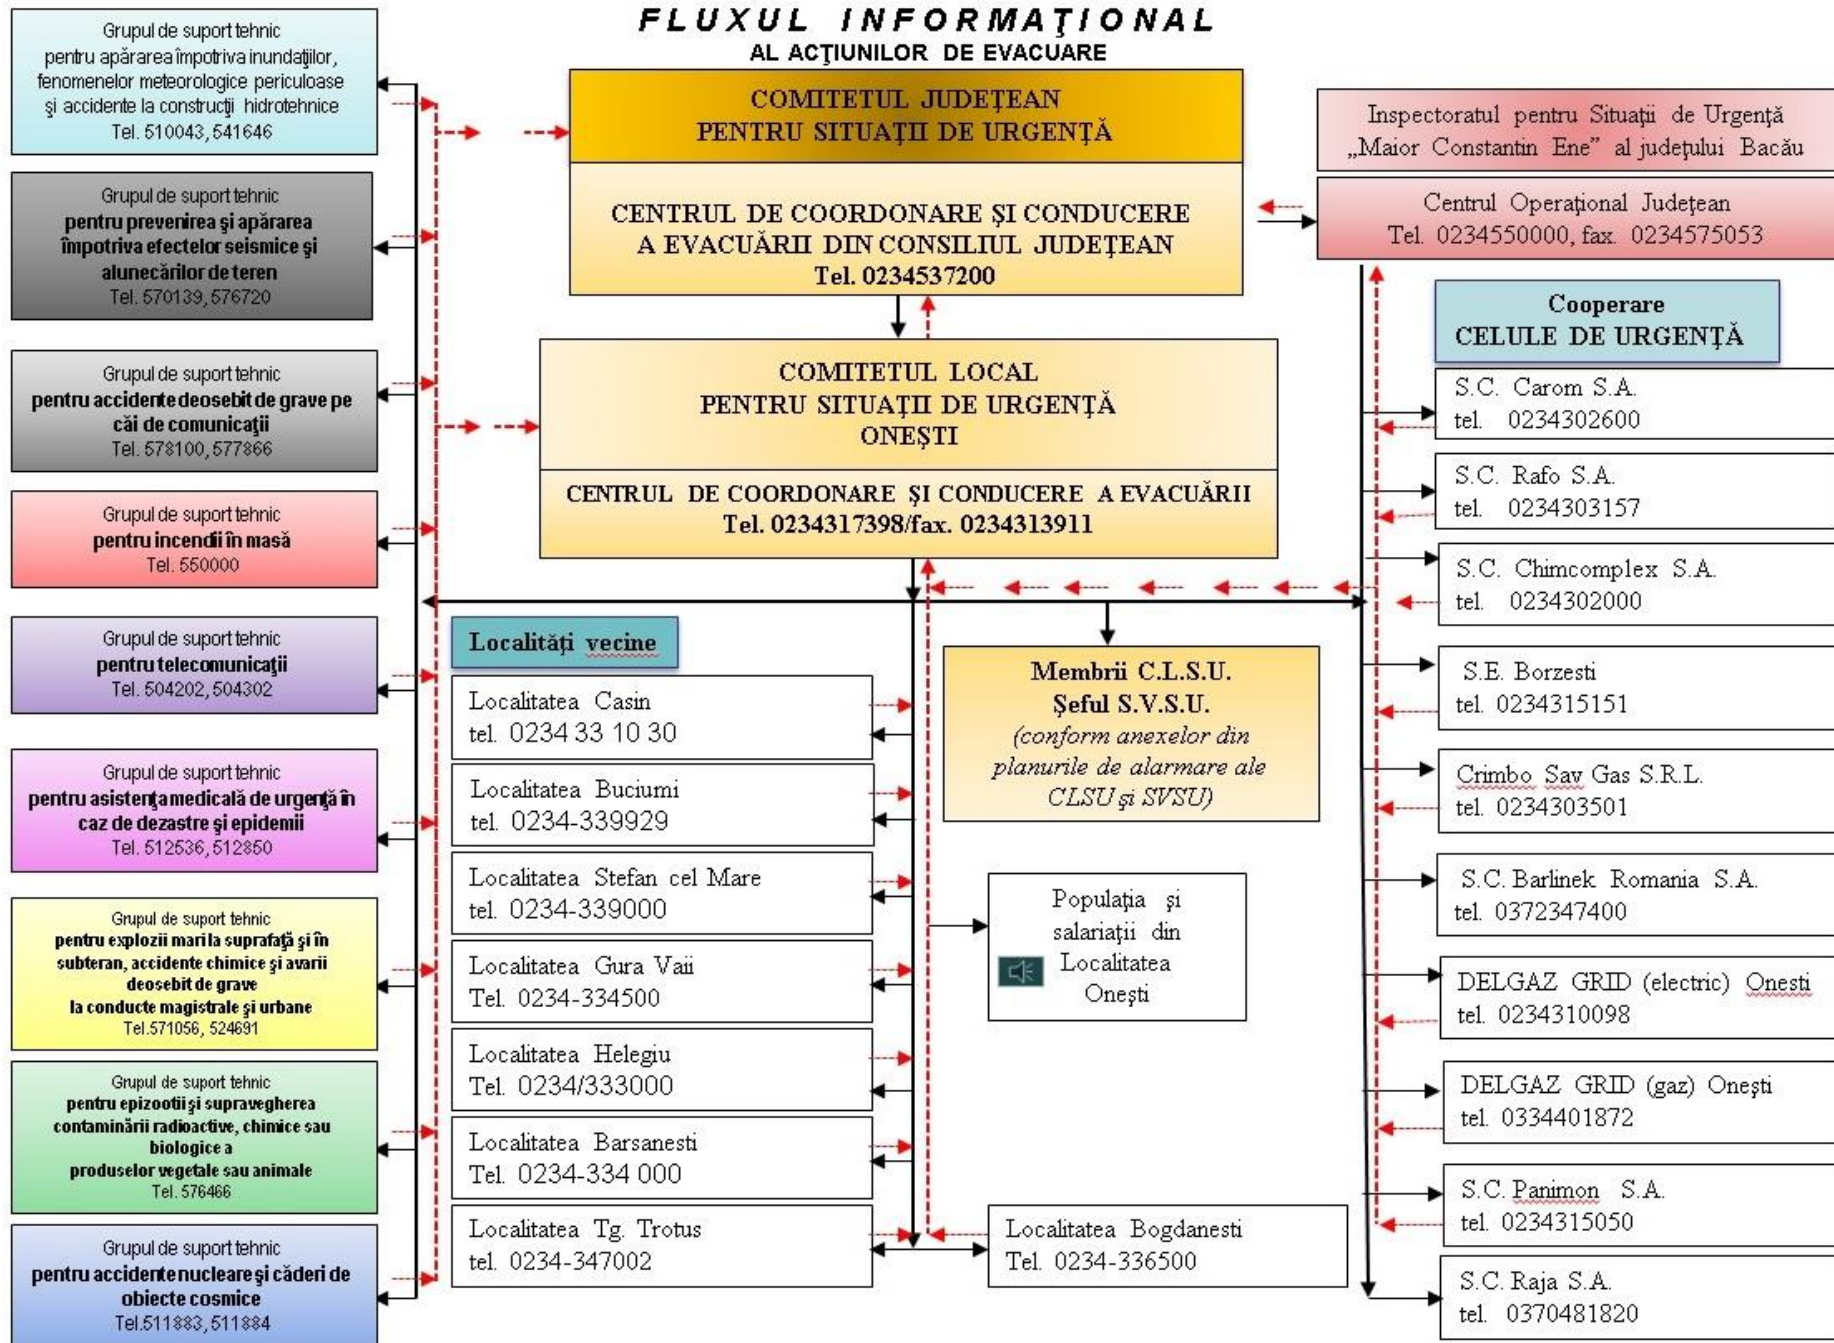 FLUXUL INFORMAŢIONAL
AL ACŢIUNILOR DE EVACUARE
Grupul de suport tehnic
pentru apărarea împotriva inundaţiilor,
fenomenelor meteorologice periculoase
şi accidente la construcţii hidrotehnice
Tel. 510043, 541646
Grupul de suport tehnic
pentru prevenirea şi apărarea
împotriva efectelor seismice şi
alunecărilor de teren
Tel. 570139, 576720
Grupul de suport tehnic
pentru accidente deosebit de grave pe
căi de comunicaţii
Tel. 578100, 577866
Grupul de suport tehnic
pentru incendii în masă
Tel. 550000
Grupul de suport tehnic
pentru telecomunicaţii
Tel. 504202, 504302
Grupul de suport tehnic
pentru asistenţa medicală de urgenţă în
caz de dezastre şi epidemii
Tel. 512536, 512850
Grupul de suport tehnic
pentru explozii mari la suprafaţă şi în
subteran, accidente chimice şi avarii
deosebit de grave
la conducte magistrale şi urbane
Tel.571056, 524691
Grupul de suport tehnic
pentru epizootii şi supravegherea
contaminării radioactive, chimice sau
biologice a
produselor vegetale sau animale
Tel. 576466
Grupul de suport tehnic
pentru accidente nucleare şi căderi de
obiecte cosmice
Tel.511883, 511884
COMITETUL JUDEŢEAN
PENTRU SITUAŢII DE URGENŢĂ
CENTRUL DE COORDONARE ŞI CONDUCERE
A EVACUĂRII DIN CONSILIUL JUDEŢEAN
Tel. 0234537200
COMITETUL LOCAL
PENTRU SITUAŢII DE URGENŢĂ
ONEŞTI
CENTRUL DE COORDONARE ŞI CONDUCERE A EVACUĂRII
Tel. 0234317398/fax. 0234313911
Localităţi vecine
Localitatea Casin
tel. 0234 33 10 30
Localitatea Buciumi
tel. 0234-339929
Localitatea Stefan cel Mare
tel. 0234-339000
Localitatea Gura Vaii
Tel. 0234-334500
Localitatea Helegiu
Tel. 0234/333000
Localitatea Barsanesti
Tel. 0234-334 000
Localitatea Tg. Trotus
tel. 0234-347002
Membrii C.L.S.U.
Şeful S.V.S.U.
(conform anexelor din
planurile de alarmare ale
CLSU şi SVSU)
Populaţia şi
salariaţii din
Localitatea
Oneşti
Localitatea Bogdanesti
Tel. 0234-336500
Inspectoratul pentru Situaţii de Urgenţă
„Maior Constantin Ene” al judeţului Bacău
Centrul Operaţional Judeţean
Tel. 0234550000, fax. 0234575053
Cooperare
CELULE DE URGENŢĂ
S.C. Carom S.A.
tel. 0234302600
S.C. Rafo S.A.
tel. 0234303157
S.C. Chimcomplex S.A.
tel. 0234302000
S.E. Borzesti
tel. 0234315151
Crimbo Sav Gas S.R.L.
tel. 0234303501
S.C. Barlinek Romania S.A.
tel. 0372347400
DELGAZ GRID (electric) Onesti
tel. 0234310098
DELGAZ GRID (gaz) Oneşti
tel. 0334401872
S.C. Panimon S.A.
tel. 0234315050
S.C. Raja S.A.
tel. 0370481820